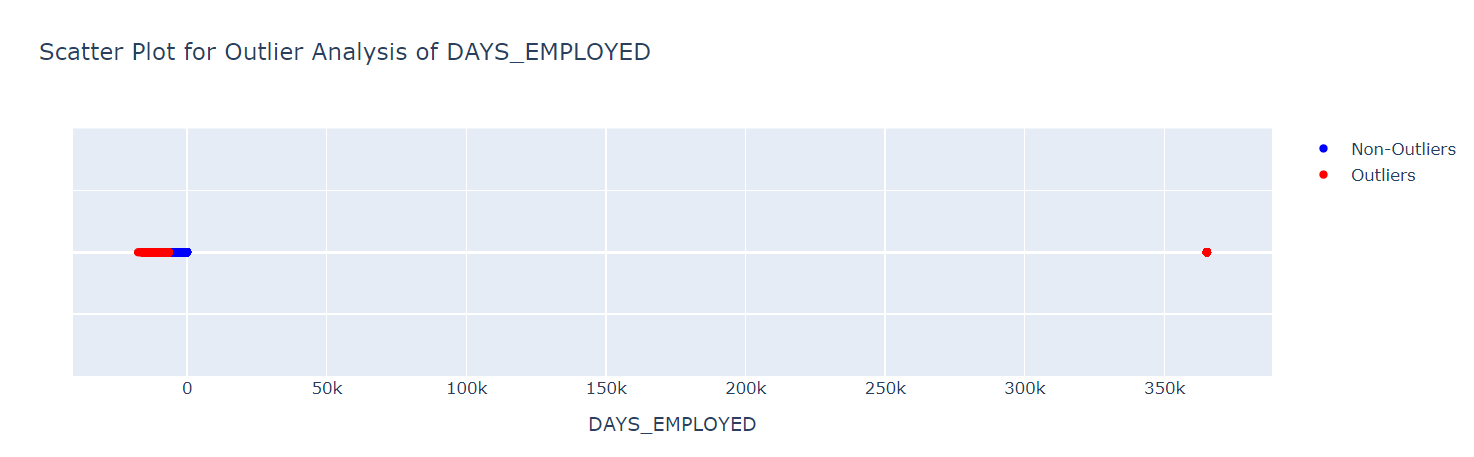 Scatter Plot for Outlier Analysis of DAYS_EMPLOYED
Non-Outliers
Outliers
0 50k 100k 150k 200k 250k 300k 350k
DAYS_EMPLOYED